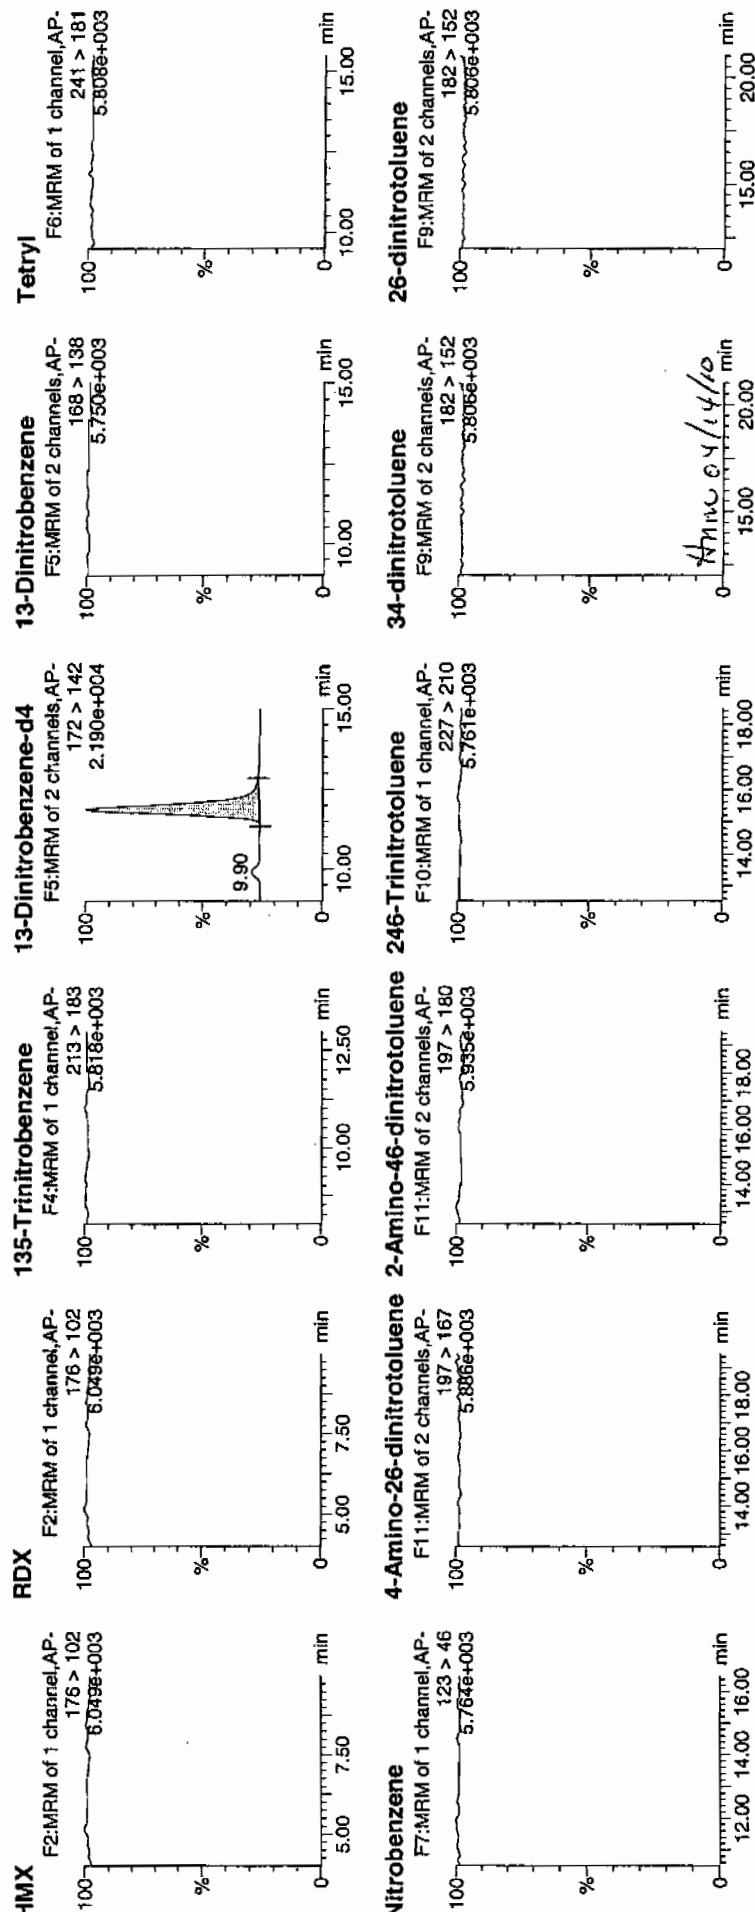 HMX
F2:MRM of 1 channel,AP-
176 > 102
6.049e+003
100
%
0
5.00 7.50 min
RDX
F2:MRM of 1 channel,AP-
176 > 102
6.049e+003
100
%
0
5.00 7.50 min
135-Trinitrobenzene
F4:MRM of 1 channel,AP-
213 > 183
5.818e+003
100
%
0
10.00 12.50 min
13-Dinitrobenzene-d4
F5:MRM of 2 channels,AP-
172 > 142
2.190e+004
100
9.90
%
0
10.00 15.00 min
13-Dinitrobenzene
F5:MRM of 2 channels,AP-
168 > 138
5.750e+003
100
%
0
10.00 15.00 min
Tetryl
F6:MRM of 1 channel,AP-
241 > 181
5.808e+003
100
%
0
10.00 15.00 min
Nitrobenzene
F7:MRM of 1 channel,AP-
123 > 46
5.764e+003
100
%
0
12.00 14.00 16.00 min
4-Amino-26-dinitrotoluene
F11:MRM of 2 channels,AP-
197 > 167
5.886e+003
100
%
0
14.00 16.00 18.00 min
2-Amino-46-dinitrotoluene
F11:MRM of 2 channels,AP-
197 > 180
5.935e+003
100
%
0
14.00 16.00 18.00 min
246-Trinitrotoluene
F10:MRM of 1 channel,AP-
227 > 210
5.761e+003
100
%
0
14.00 16.00 18.00 min
34-dinitrotoluene
F9:MRM of 2 channels,AP-
182 > 152
5.806e+003
100
%
04/14/10
0
15.00 20.00 min
26-dinitrotoluene
F9:MRM of 2 channels,AP-
182 > 152
5.806e+003
100
%
0
15.00 20.00 min